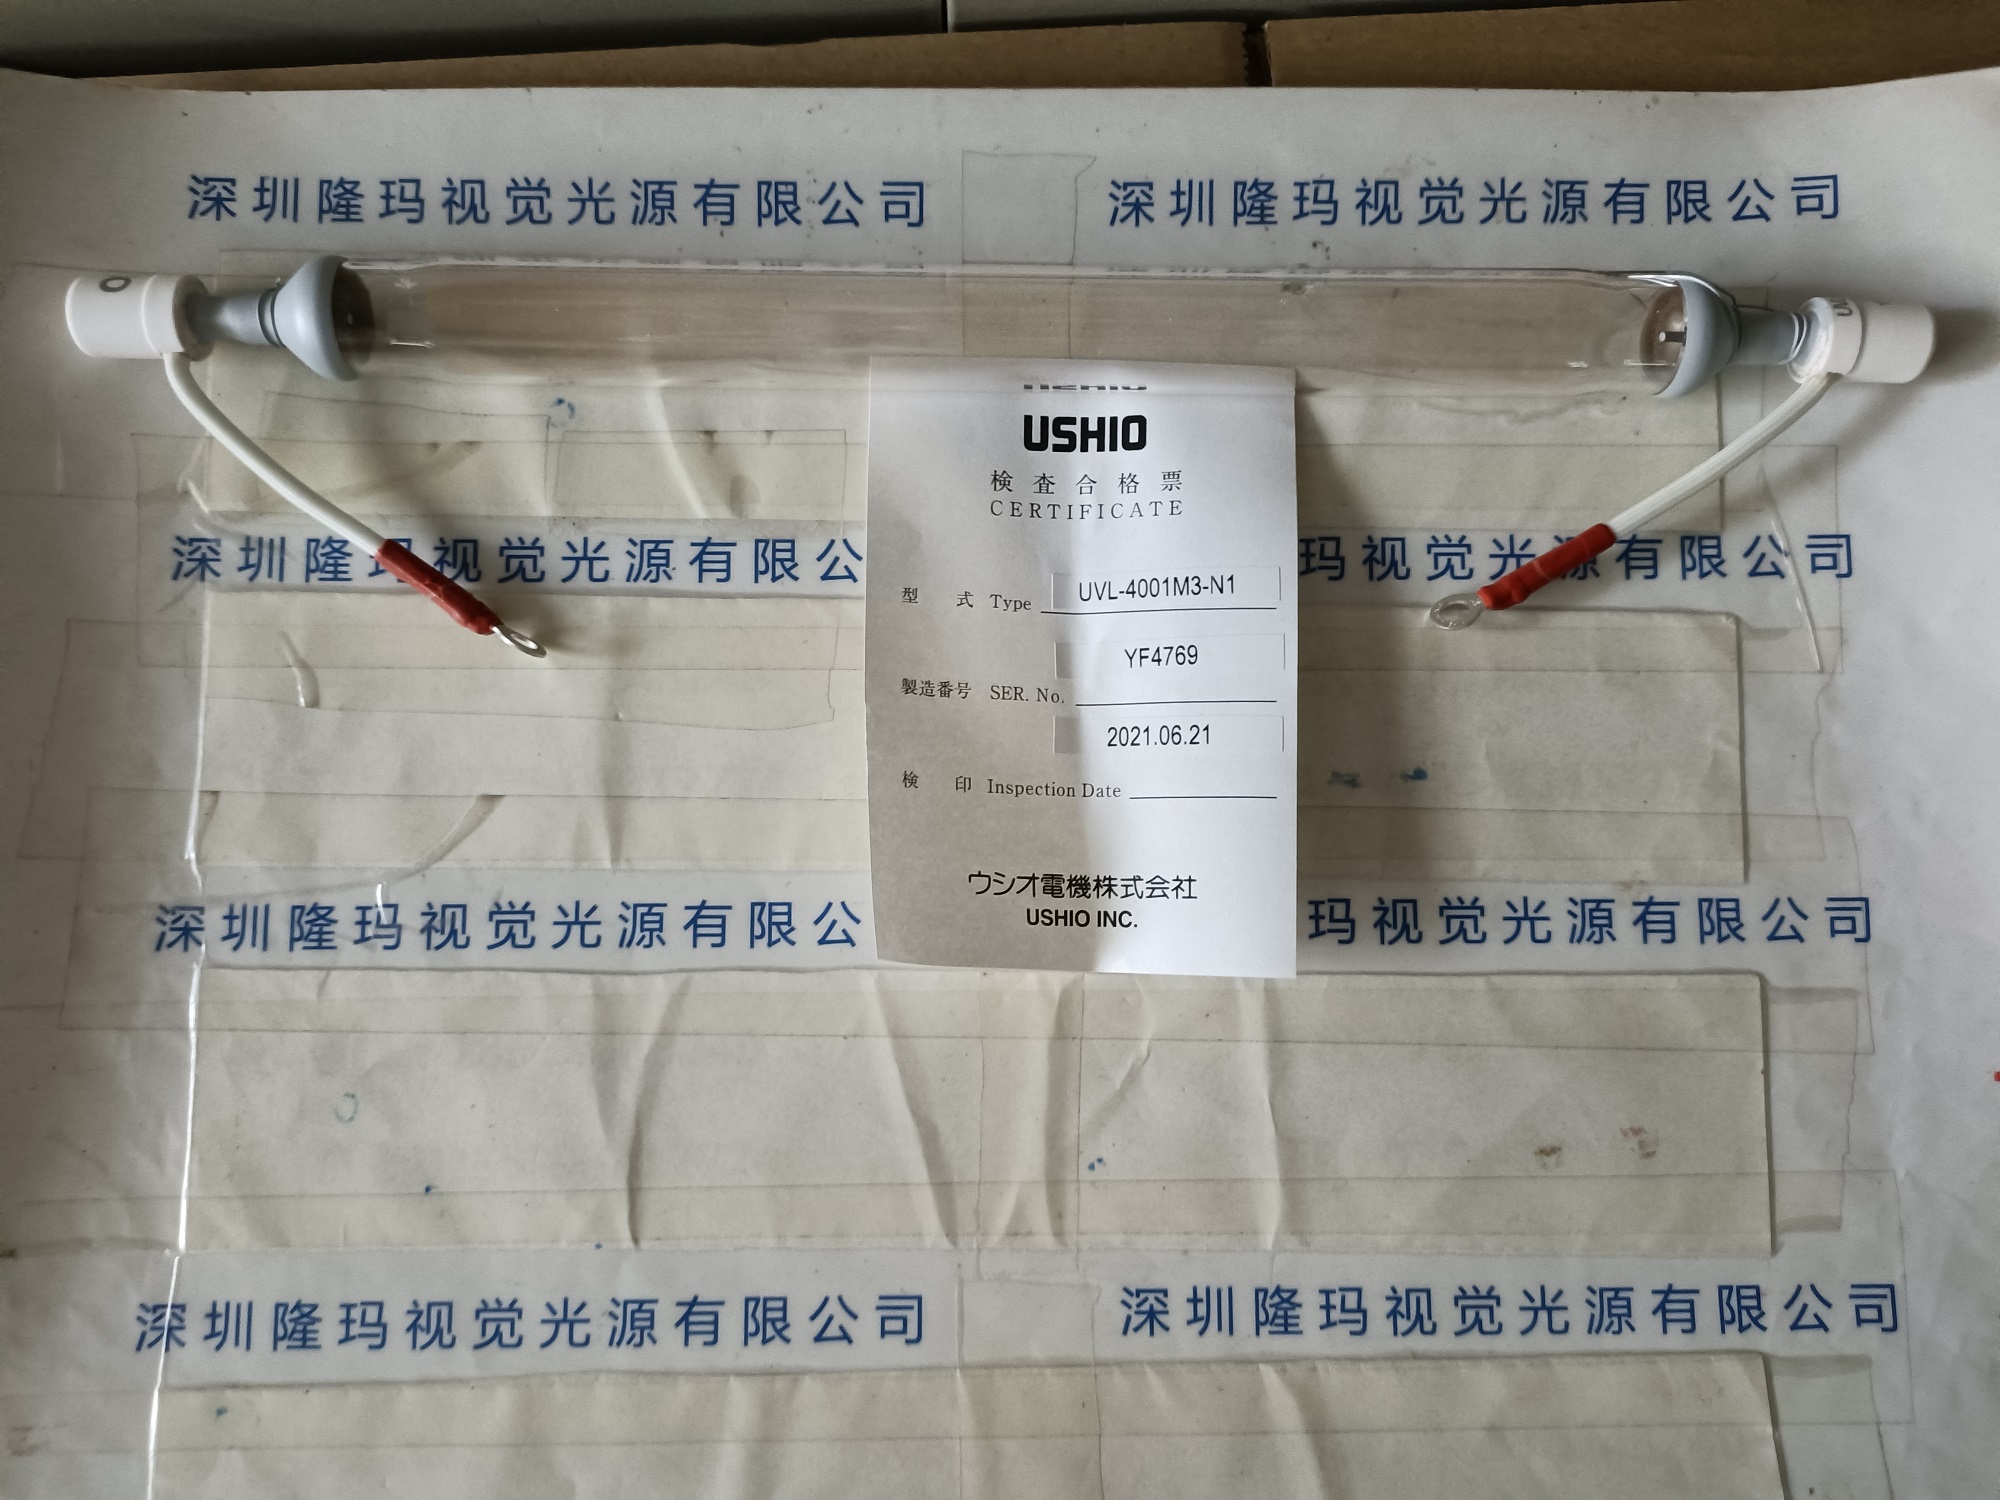 深圳隆玛视觉光源有限公司 深圳隆玛视觉光源有限公司
USHIO
検査合格票
CERTIFICATE
深圳隆玛视觉光源有限公 玛视觉光源有限公司
型 式 Type UVL-4001M3-N1
YF4769
製造番号 SER. No.
2021.06.21
検 印 Inspection Date
ウシオ電機株式会社
USHIO INC.
深圳隆玛视觉光源有限公 玛视觉光源有限公司
深圳隆玛视觉光源有限公司 深圳隆玛视觉光源有限公司